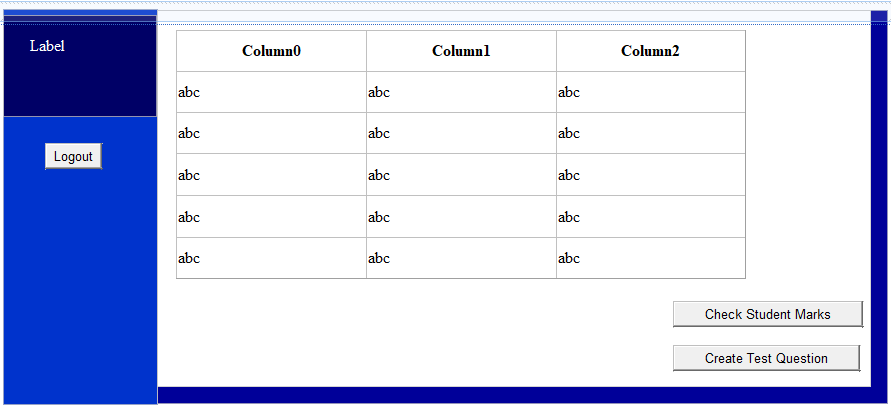 Label
Logout
Column0 Column1 Column2
abc abc abc
abc abc abc
abc abc abc
abc abc abc
abc abc abc
Check Student Marks
Create Test Question